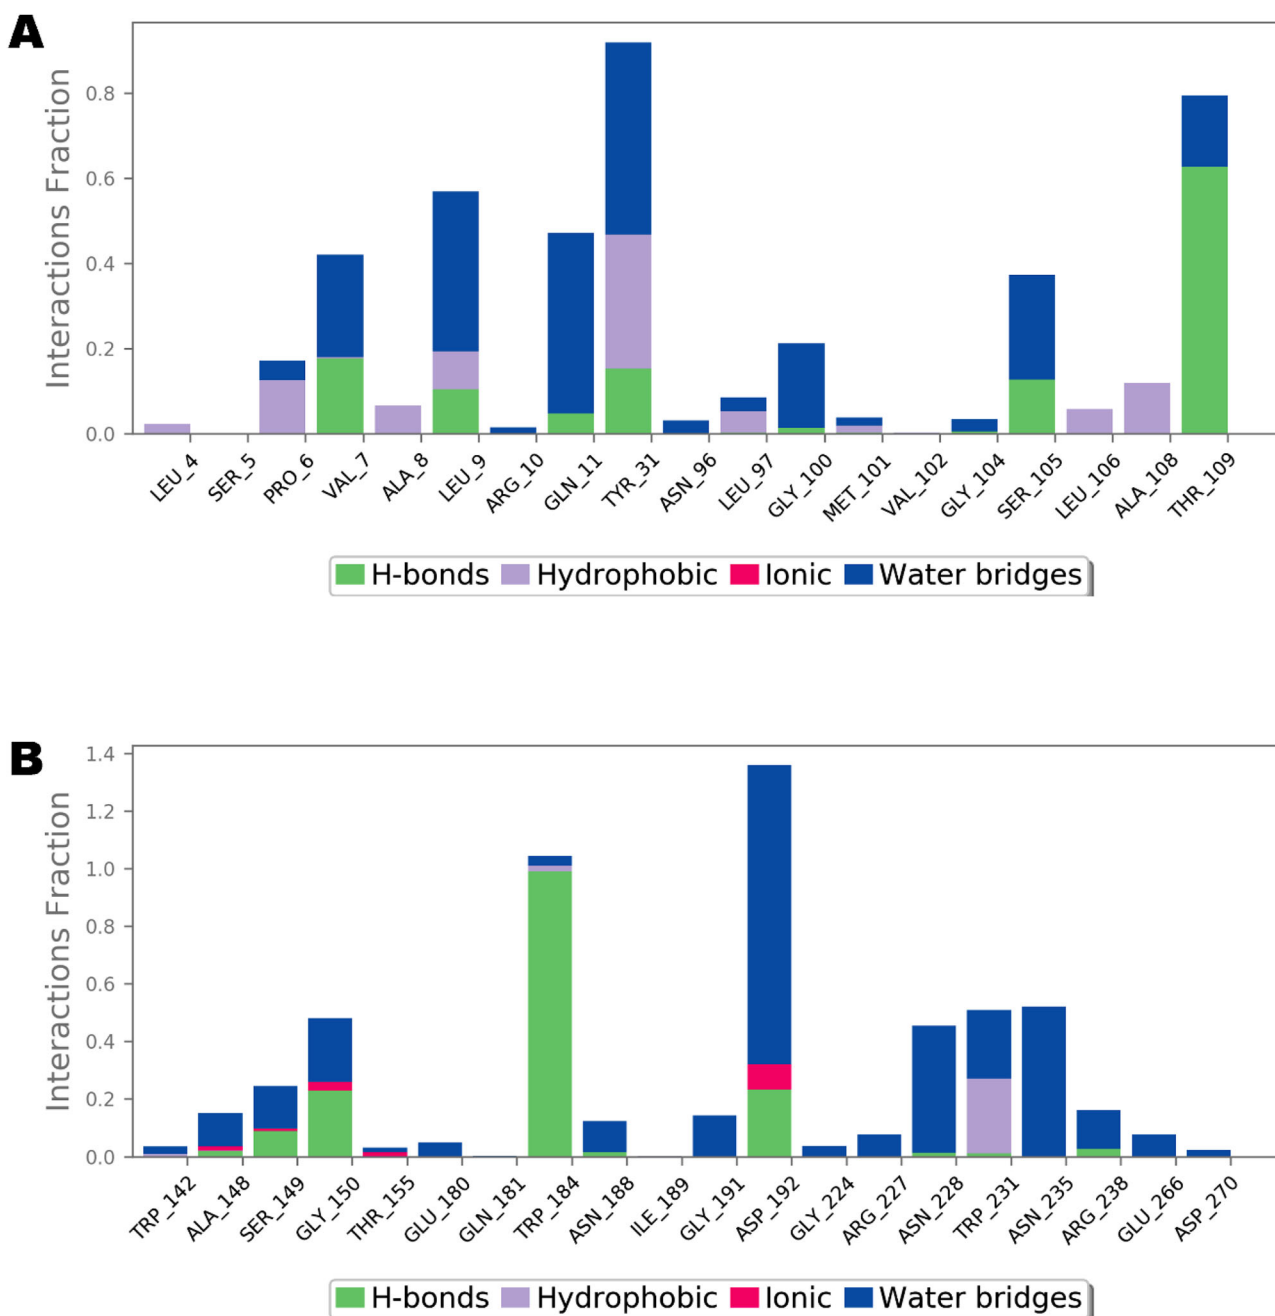 A
Interactions Fraction
0.8
0.6
0.4
0.2
0.0
LEU_4 SER_5 PRO_6 VAL_7 ALA_8 LEU_9 ARG_10 GLN_11 TYR_31 ASN_96 LEU_97 GLY_100 MET_101 VAL_102 GLY_104 SER_105 LEU_106 ALA_108 THR_109
H-bonds Hydrophobic Ionic Water bridges
B
Interactions Fraction
1.4
1.2
1.0
0.8
0.6
0.4
0.2
0.0
TRP_142 ALA_148 SER_149 GLY_150 THR_155 GLU_180 GLN_181 TRP_184 ASN_188 ILE_189 GLY_191 ASP_192 GLY_224 ARG_227 ASN_228 TRP_231 ASN_235 ARG_238 GLU_266 ASP_270
H-bonds Hydrophobic Ionic Water bridges